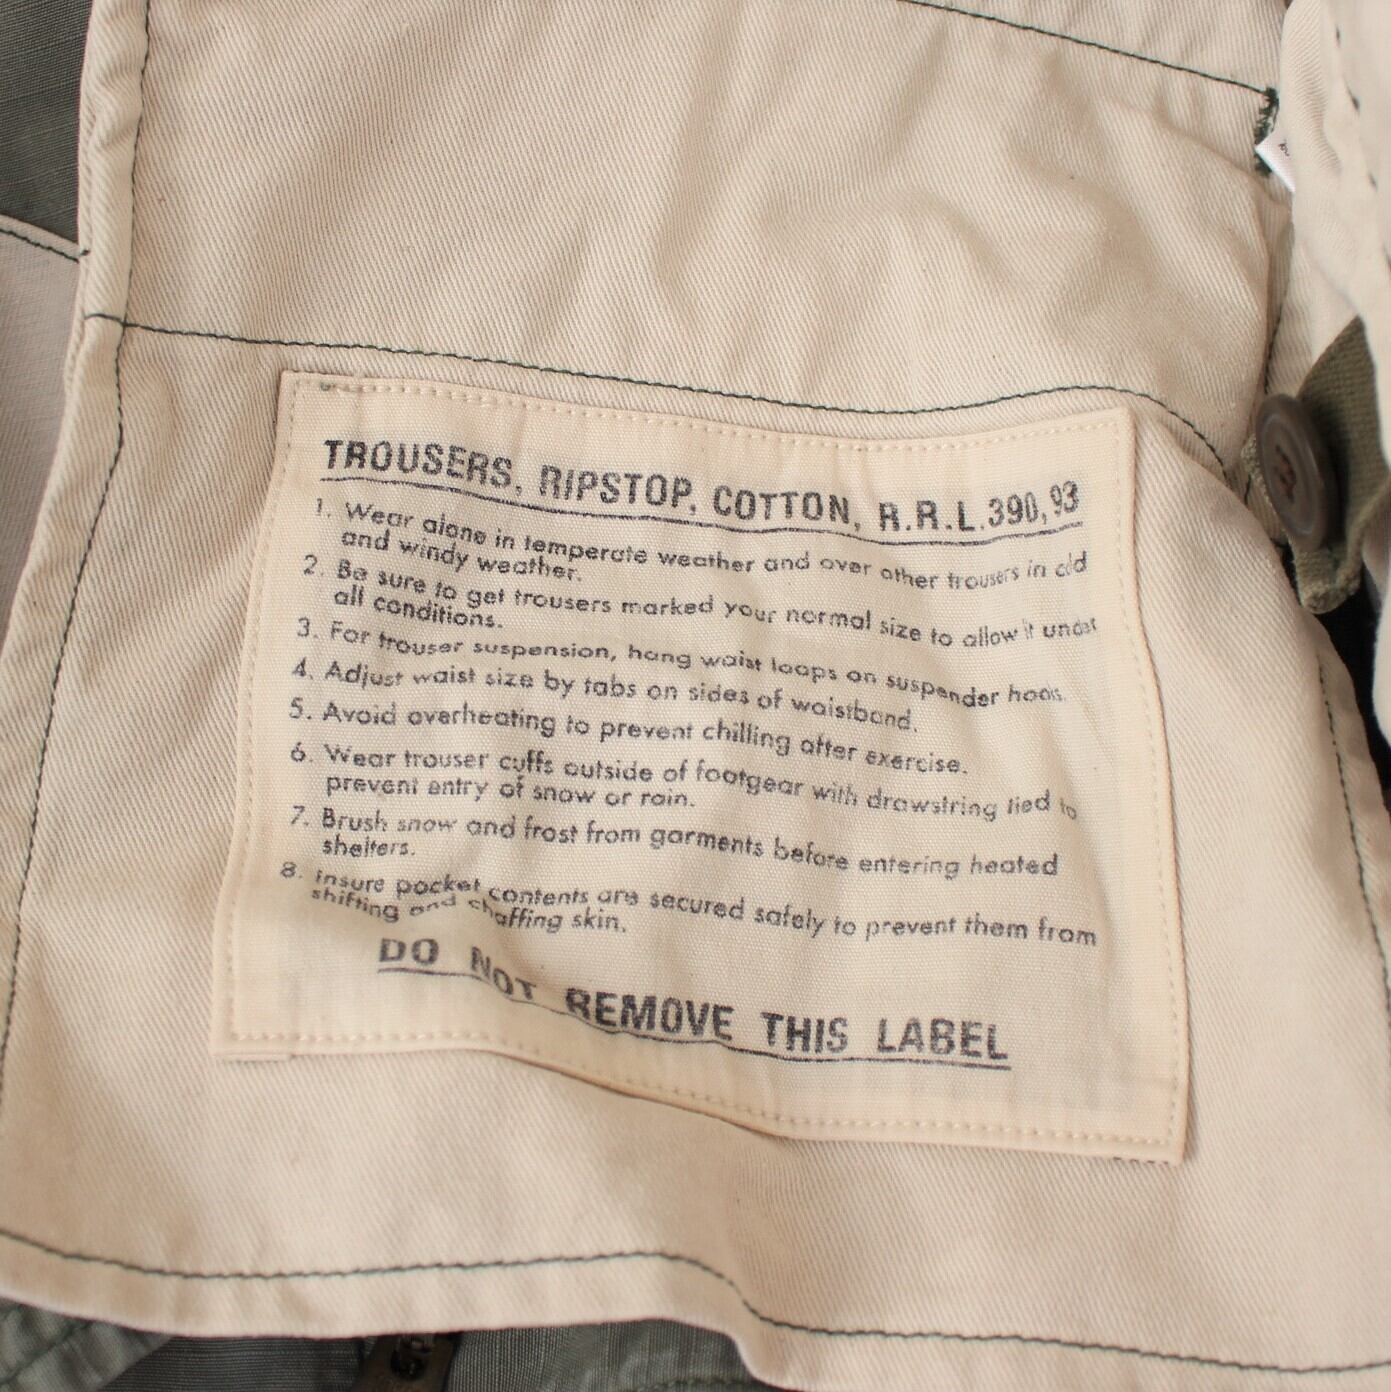 TROUSERS, RIPSTOP, COTTON, R.R.L.390,93
1. Wear alone in temperate weather and over other trousers in cold
and windy weather.
2. Be sure to get trousers marked your normal size to allow it under
all conditions.
3. For trouser suspension, hang waist loops on suspender hooks.
4. Adjust waist size by tabs on sides of waistband.
5. Avoid overheating to prevent chilling after exercise.
6. Wear trouser cuffs outside of footgear with drawstring tied to
prevent entry of snow or rain.
7. Brush snow and frost from garments before entering heated
shelters.
8. Insure pocket contents are secured safely to prevent them from
shifting and chaffing skin.
DO NOT REMOVE THIS LABEL